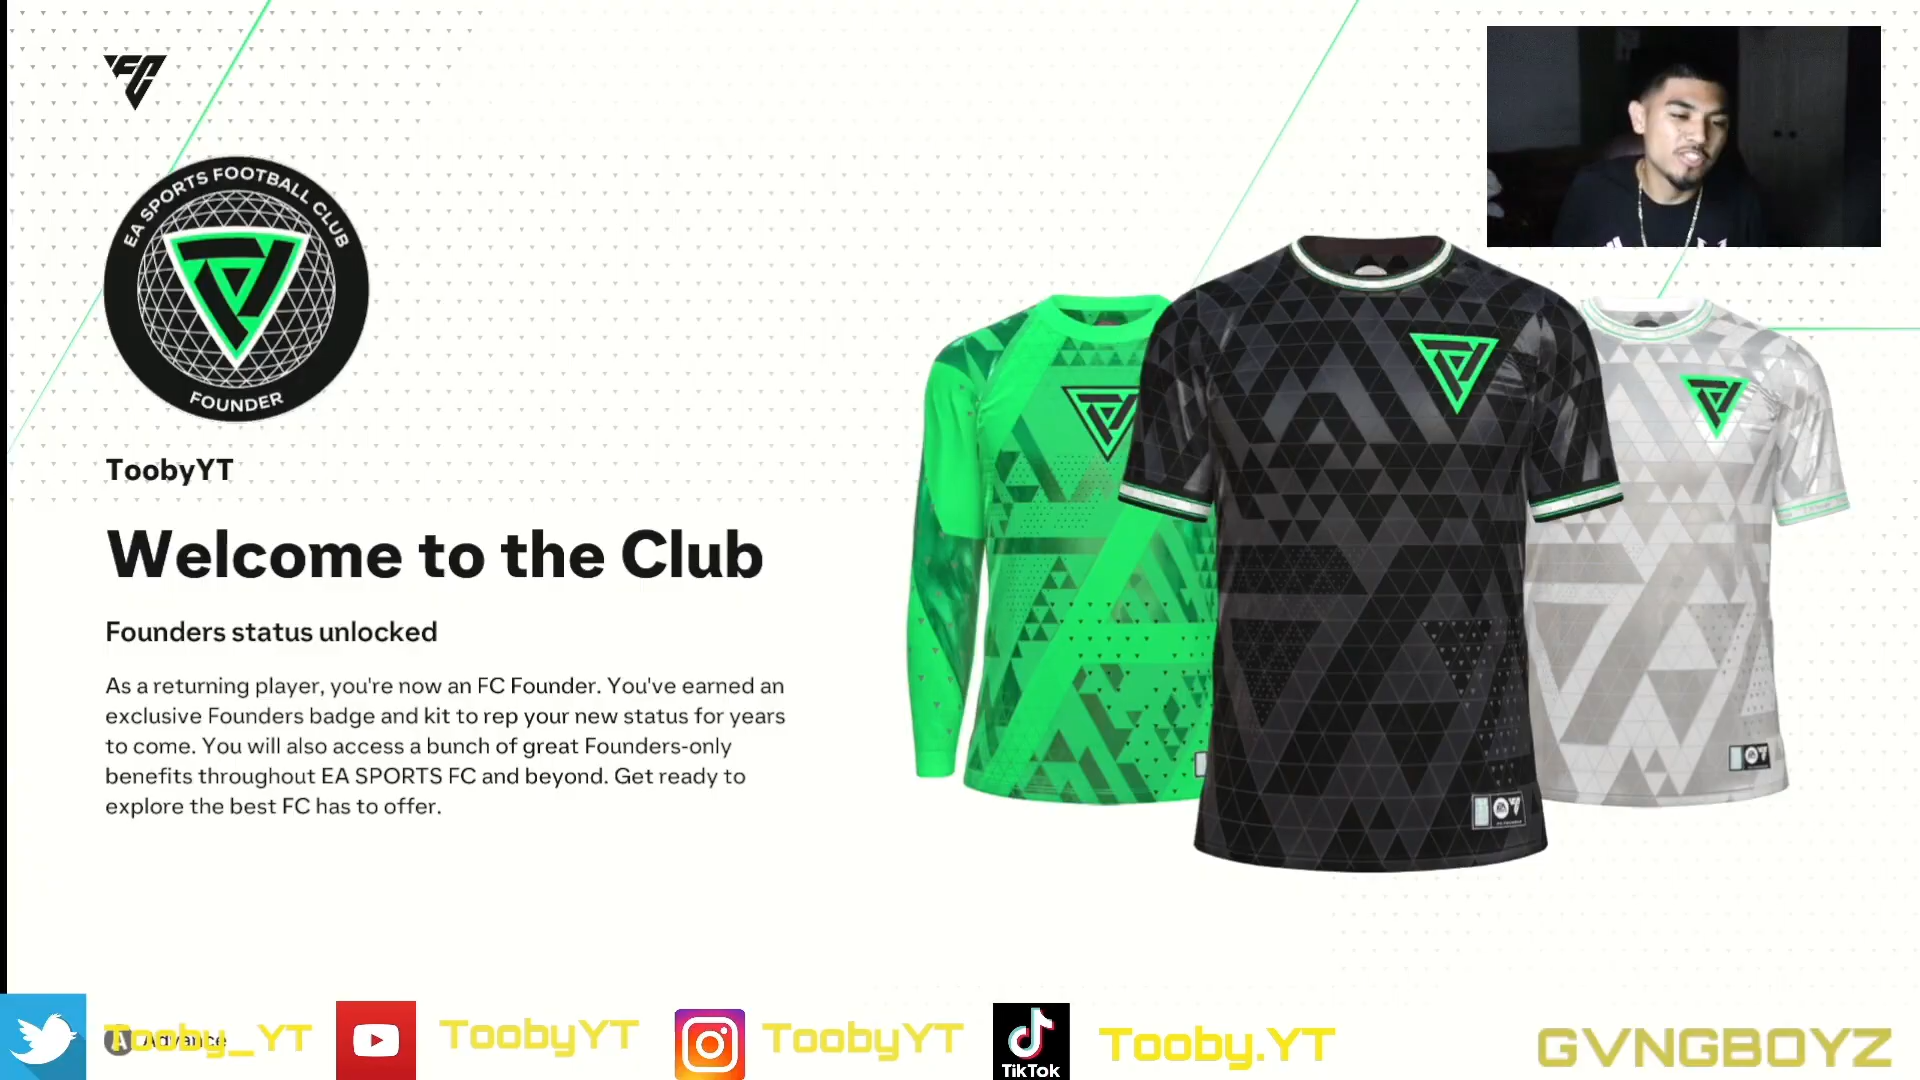 FC
EA SPORTS FOOTBALL CLUB
FOUNDER
ToobyYT
Welcome to the Club
Founders status unlocked
As a returning player, you're now an FC Founder. You've earned an
exclusive Founders badge and kit to rep your new status for years
to come. You will also access a bunch of great Founders-only
benefits throughout EA SPORTS FC and beyond. Get ready to
explore the best FC has to offer.
A Advance
Tooby_YT
ToobyYT
ToobyYT
TikTok
Tooby.YT
GVNGBOYZ